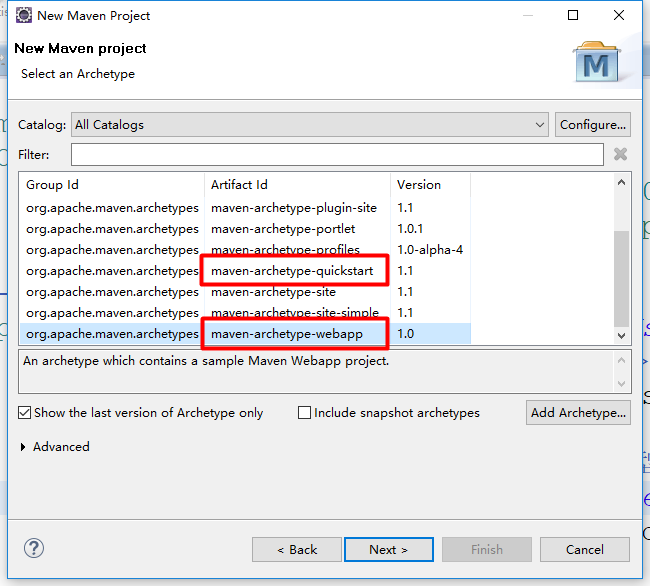 New Maven Project
New Maven project
Select an Archetype
M
Catalog: All Catalogs Configure...
Filter:
Group Id Artifact Id Version
org.apache.maven.archetypes maven-archetype-plugin-site 1.1
org.apache.maven.archetypes maven-archetype-portlet 1.0.1
org.apache.maven.archetypes maven-archetype-profiles 1.0-alpha-4
org.apache.maven.archetypes maven-archetype-quickstart 1.1
org.apache.maven.archetypes maven-archetype-site 1.1
org.apache.maven.archetypes maven-archetype-site-simple 1.1
org.apache.maven.archetypes maven-archetype-webapp 1.0
An archetype which contains a sample Maven Webapp project.
Show the last version of Archetype only Include snapshot archetypes Add Archetype...
Advanced
? < Back Next > Finish Cancel